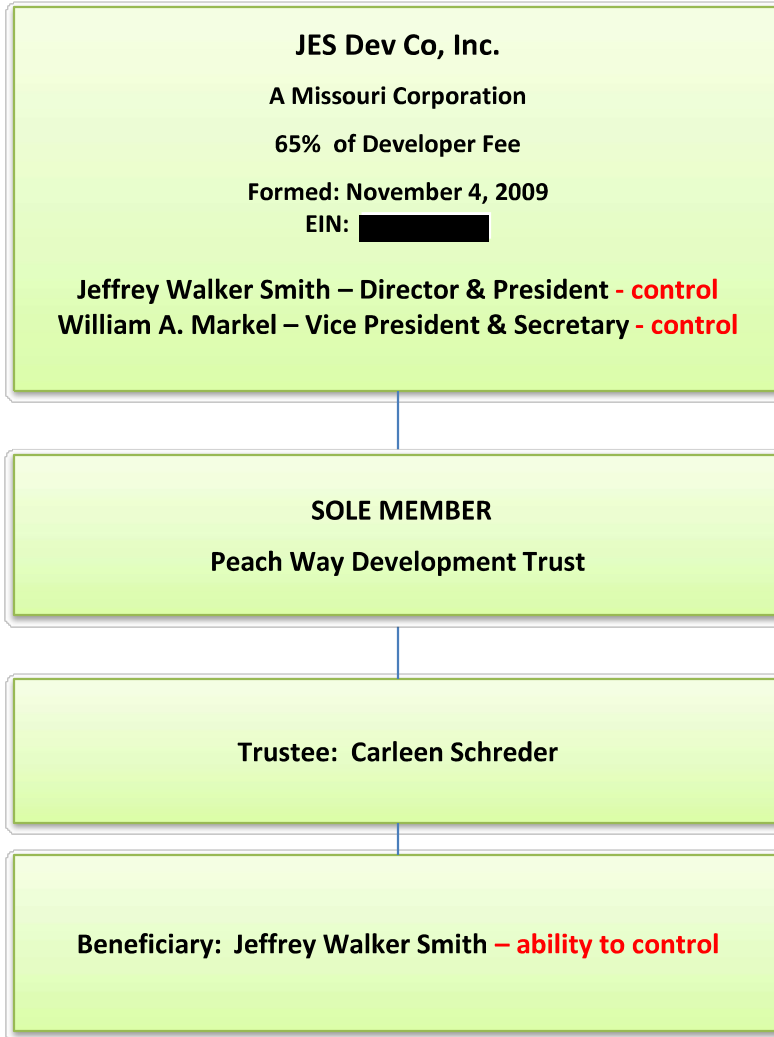 JES Dev Co, Inc.
A Missouri Corporation
65% of Developer Fee
Formed: November 4, 2009
EIN:
Jeffrey Walker Smith – Director & President - control
William A. Markel – Vice President & Secretary - control
SOLE MEMBER
Peach Way Development Trust
Trustee: Carleen Schreder
Beneficiary: Jeffrey Walker Smith – ability to control